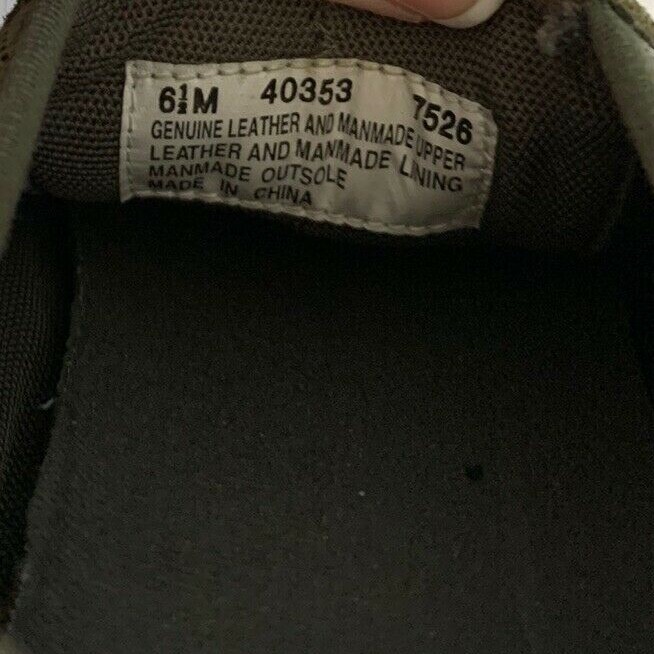 6½M 40353 7526
GENUINE LEATHER AND MANMADE UPPER
LEATHER AND MANMADE LINING
MANMADE OUTSOLE
MADE IN CHINA